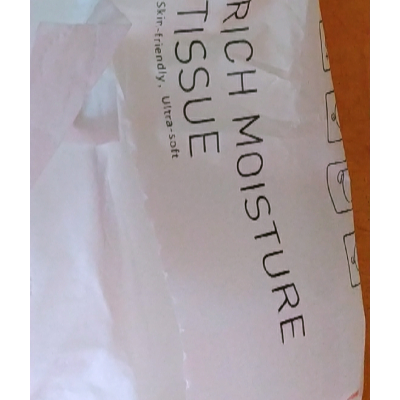 RICH MOISTURE
TISSUE
Skin-friendly, Ultra-soft